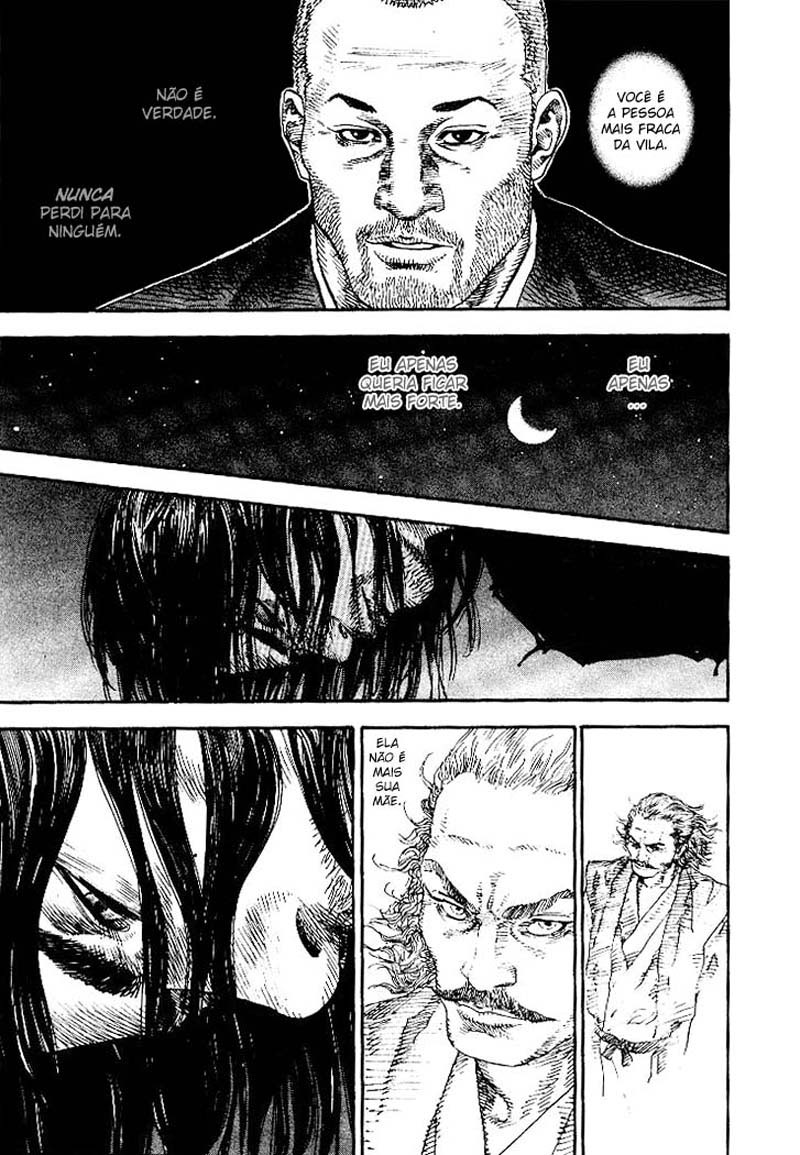 VOCÊ É
A PESSOA
MAIS FRACA
DA VILA.
NÃO É
VERDADE.
NUNCA
PERDI PARA
NINGUÉM.
EU
APENAS
...
EU APENAS
QUERIA FICAR
MAIS FORTE.
ELA
NÃO É
MAIS
SUA
MÃE.